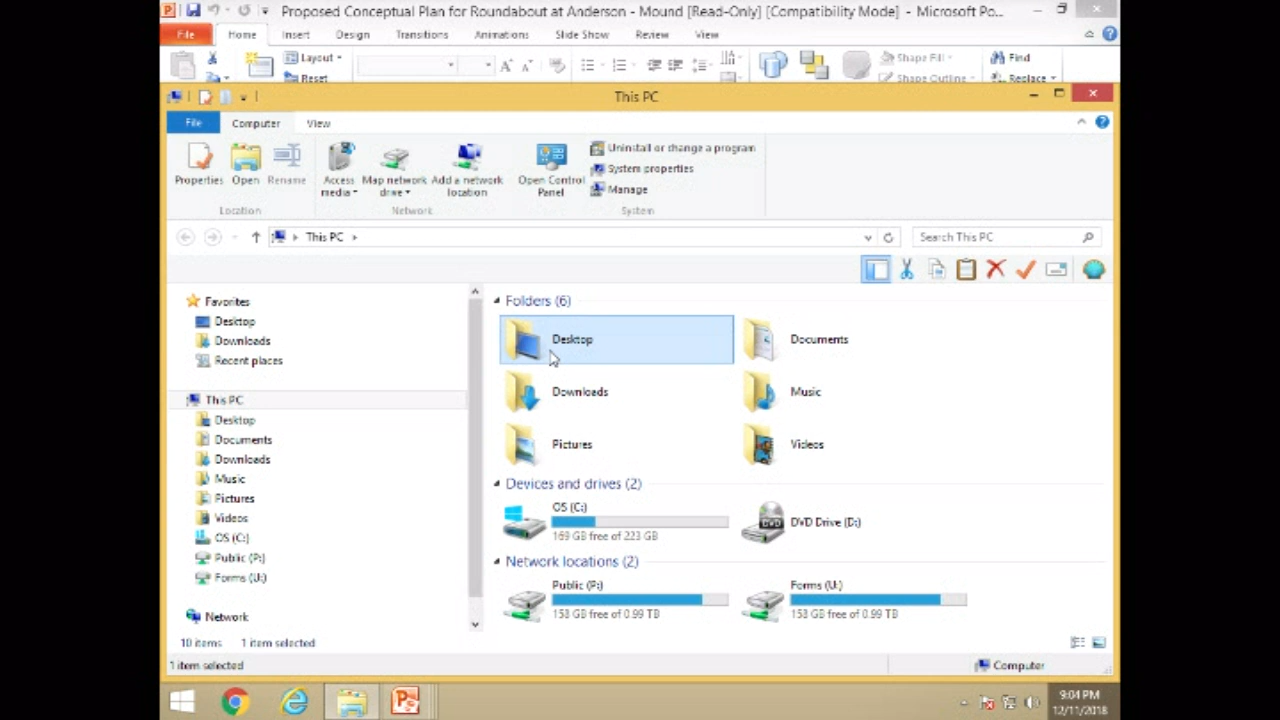 Proposed Conceptual Plan for Roundabout at Anderson - Mound [Read-Only] [Compatibility Mode] - Microsoft Po...
File Home Insert Design Transitions Animations Slide Show Review View
Layout Shape Fill Find
Reset Shape Outline Replace
This PC
File Computer View
Properties Open Rename Access media Map network drive Add a network location Open Control Panel
Uninstall or change a program
System properties
Manage
Location Network System
This PC Search This PC
Favorites
Desktop
Downloads
Recent places
This PC
Desktop
Documents
Downloads
Music
Pictures
Videos
OS (C:)
Public (P:)
Forms (U:)
Network
Folders (6)
Desktop Documents
Downloads Music
Pictures Videos
Devices and drives (2)
OS (C:)
169 GB free of 223 GB
DVD Drive (D:)
Network locations (2)
Public (P:) Forms (U:)
153 GB free of 0.99 TB 153 GB free of 0.99 TB
10 items 1 item selected
1 item selected Computer
9:04 PM
12/11/2018